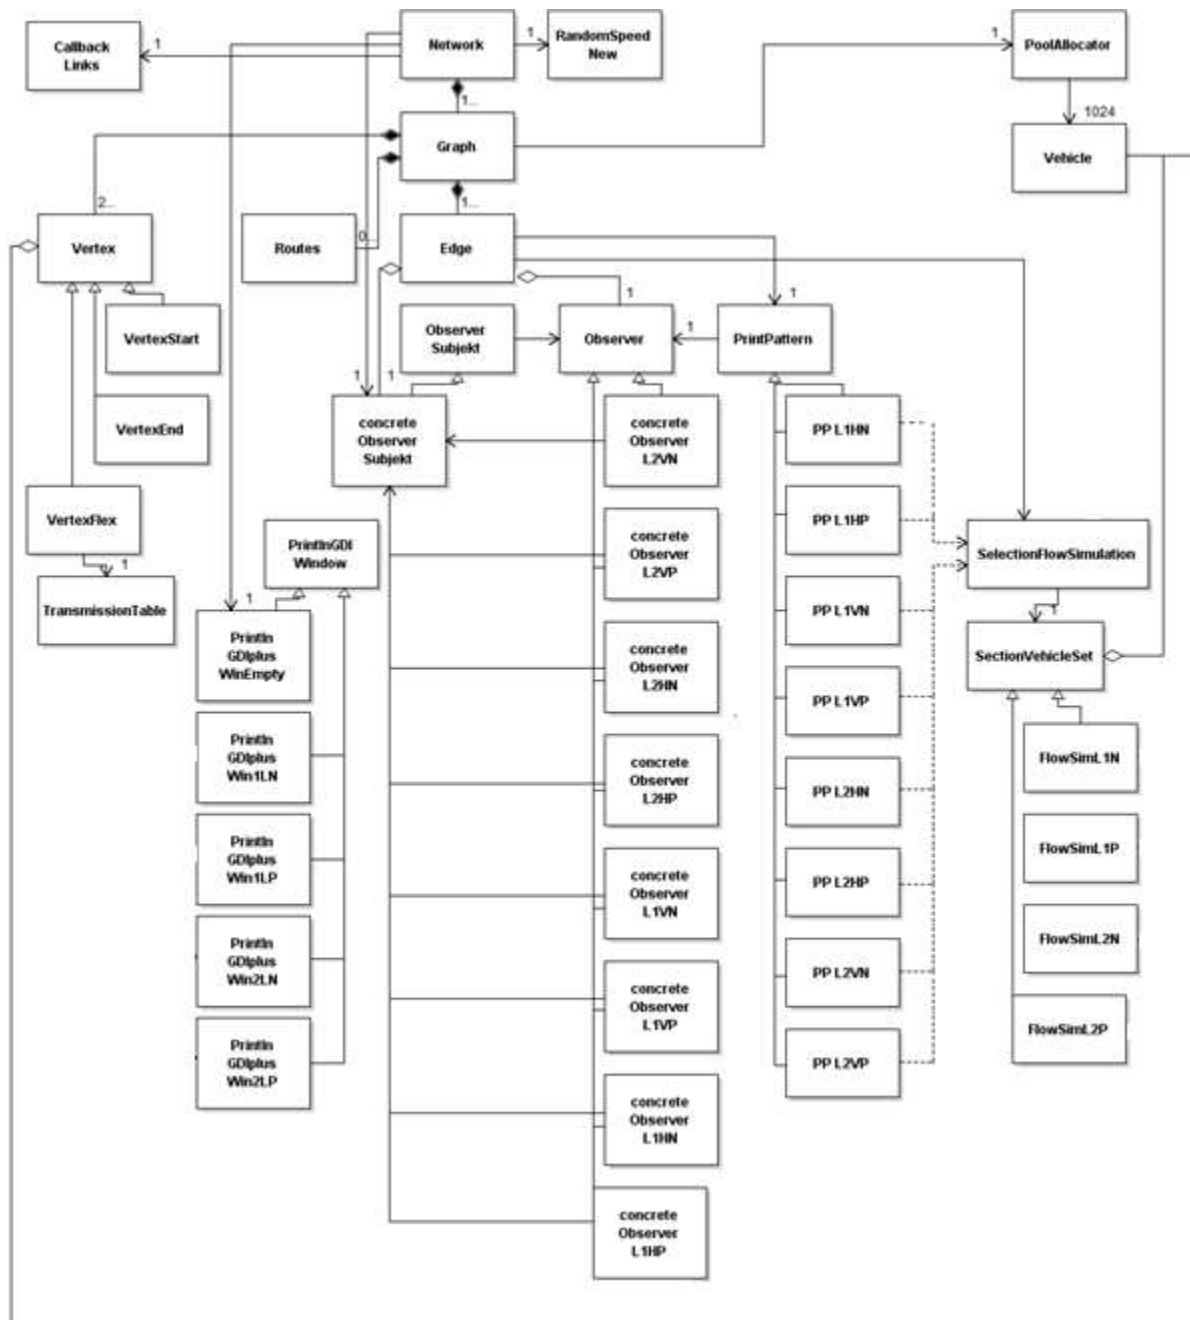 Callback
Links
1
Network
1
RandomSpeed
New
1
PoolAllocator
1...
1024
Graph
Vehicle
2...
1...
Vertex
Routes
0...
Edge
1
1
VertexStart
Observer
Subjekt
Observer
1
PrintPattern
1
1
VertexEnd
concrete
Observer
Subjekt
concrete
Observer
L2VN
PP L1HN
VertexFlex
1
PrintInGDI
Window
concrete
Observer
L2VP
PP L1HP
SelectionFlowSimulation
TransmissionTable
1
PrintIn
GDIplus
WinEmpty
concrete
Observer
L2HN
PP L1VN
1
SectionVehicleSet
PP L1VP
PrintIn
GDIplus
Win1LN
concrete
Observer
L2HP
PP L2HN
FlowSimL1N
PrintIn
GDIplus
Win1LP
concrete
Observer
L1VN
PP L2HP
FlowSimL1P
PrintIn
GDIplus
Win2LN
concrete
Observer
L1VP
PP L2VN
FlowSimL2N
PrintIn
GDIplus
Win2LP
PP L2VP
FlowSimL2P
concrete
Observer
L1HN
concrete
Observer
L1HP